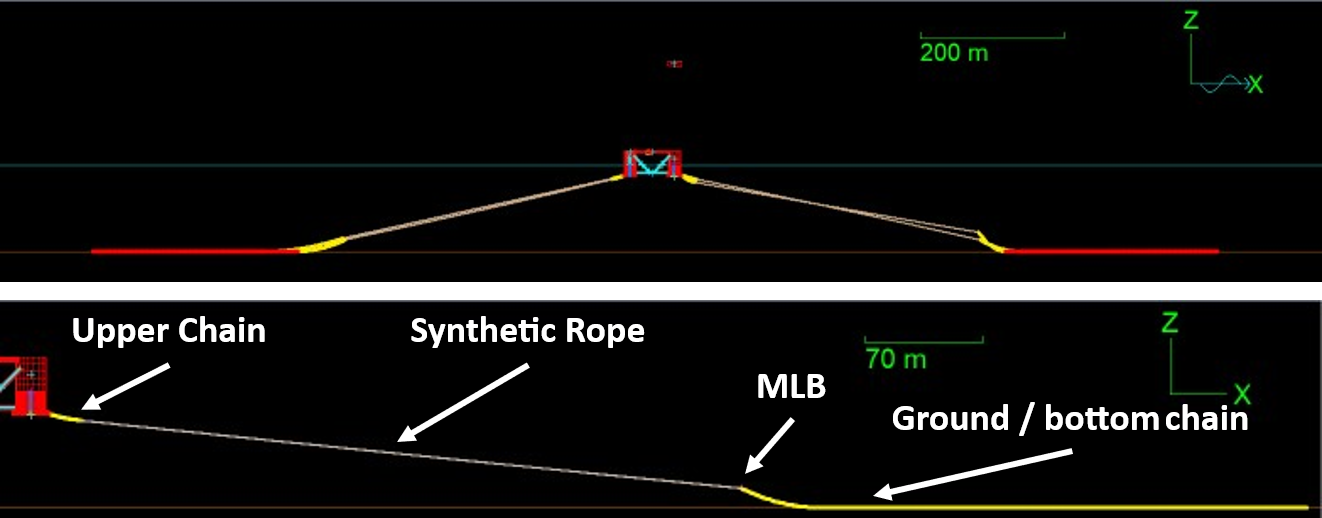 Z
200 m
X
Upper Chain
Synthetic Rope
Z
70 m
MLB
X
Ground / bottom chain